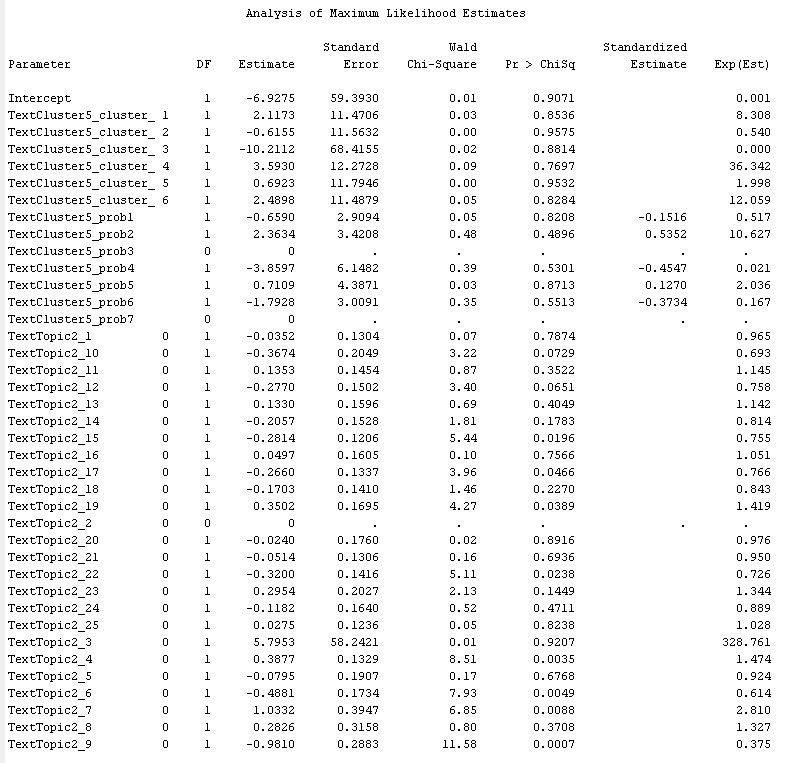 Analysis of Maximum Likelihood Estimates
Standard Wald Standardized
Parameter DF Estimate Error Chi-Square Pr > ChiSq Estimate Exp(Est)
Intercept 1 -6.9275 59.3930 0.01 0.9071 0.001
TextCluster5_cluster_ 1 1 2.1173 11.4706 0.03 0.8536 8.308
TextCluster5_cluster_ 2 1 -0.6155 11.5632 0.00 0.9575 0.540
TextCluster5_cluster_ 3 1 -10.2112 68.4155 0.02 0.8814 0.000
TextCluster5_cluster_ 4 1 3.5930 12.2728 0.09 0.7697 36.342
TextCluster5_cluster_ 5 1 0.6923 11.7946 0.00 0.9532 1.998
TextCluster5_cluster_ 6 1 2.4898 11.4879 0.05 0.8284 12.059
TextCluster5_prob1 1 -0.6590 2.9094 0.05 0.8208 -0.1516 0.517
TextCluster5_prob2 1 2.3634 3.4208 0.48 0.4896 0.5352 10.627
TextCluster5_prob3 0 0 . . . . .
TextCluster5_prob4 1 -3.8597 6.1482 0.39 0.5301 -0.4547 0.021
TextCluster5_prob5 1 0.7109 4.3871 0.03 0.8713 0.1270 2.036
TextCluster5_prob6 1 -1.7928 3.0091 0.35 0.5513 -0.3734 0.167
TextCluster5_prob7 0 0 . . . . .
TextTopic2_1 0 1 -0.0352 0.1304 0.07 0.7874 0.965
TextTopic2_10 0 1 -0.3674 0.2049 3.22 0.0729 0.693
TextTopic2_11 0 1 0.1353 0.1454 0.87 0.3522 1.145
TextTopic2_12 0 1 -0.2770 0.1502 3.40 0.0651 0.758
TextTopic2_13 0 1 0.1330 0.1596 0.69 0.4049 1.142
TextTopic2_14 0 1 -0.2057 0.1528 1.81 0.1783 0.814
TextTopic2_15 0 1 -0.2814 0.1206 5.44 0.0196 0.755
TextTopic2_16 0 1 0.0497 0.1605 0.10 0.7566 1.051
TextTopic2_17 0 1 -0.2660 0.1337 3.96 0.0466 0.766
TextTopic2_18 0 1 -0.1703 0.1410 1.46 0.2270 0.843
TextTopic2_19 0 1 0.3502 0.1695 4.27 0.0389 1.419
TextTopic2_2 0 0 0 . . . . .
TextTopic2_20 0 1 -0.0240 0.1760 0.02 0.8916 0.976
TextTopic2_21 0 1 -0.0514 0.1306 0.16 0.6936 0.950
TextTopic2_22 0 1 -0.3200 0.1416 5.11 0.0238 0.726
TextTopic2_23 0 1 0.2954 0.2027 2.13 0.1449 1.344
TextTopic2_24 0 1 -0.1182 0.1640 0.52 0.4711 0.889
TextTopic2_25 0 1 0.0275 0.1236 0.05 0.8238 1.028
TextTopic2_3 0 1 5.7953 58.2421 0.01 0.9207 328.761
TextTopic2_4 0 1 0.3877 0.1329 8.51 0.0035 1.474
TextTopic2_5 0 1 -0.0795 0.1907 0.17 0.6768 0.924
TextTopic2_6 0 1 -0.4881 0.1734 7.93 0.0049 0.614
TextTopic2_7 0 1 1.0332 0.3947 6.85 0.0088 2.810
TextTopic2_8 0 1 0.2826 0.3158 0.80 0.3708 1.327
TextTopic2_9 0 1 -0.9810 0.2883 11.58 0.0007 0.375